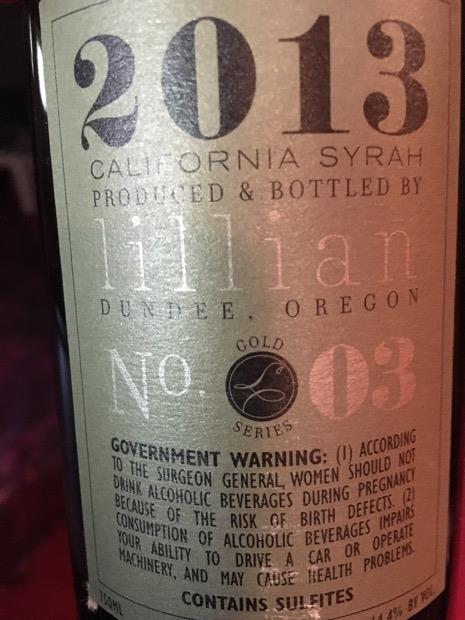 2013
CALIFORNIA SYRAH
PRODUCED & BOTTLED BY
lillian
DUNDEE, OREGON
GOLD
No. L 03
SERIES
GOVERNMENT WARNING: (1) ACCORDING
TO THE SURGEON GENERAL, WOMEN SHOULD NOT
DRINK ALCOHOLIC BEVERAGES DURING PREGNANCY
BECAUSE OF THE RISK OF BIRTH DEFECTS. (2)
CONSUMPTION OF ALCOHOLIC BEVERAGES IMPAIRS
YOUR ABILITY TO DRIVE A CAR OR OPERATE
MACHINERY, AND MAY CAUSE HEALTH PROBLEMS.
CONTAINS SULFITES
750ML 14.4% BY VOL.